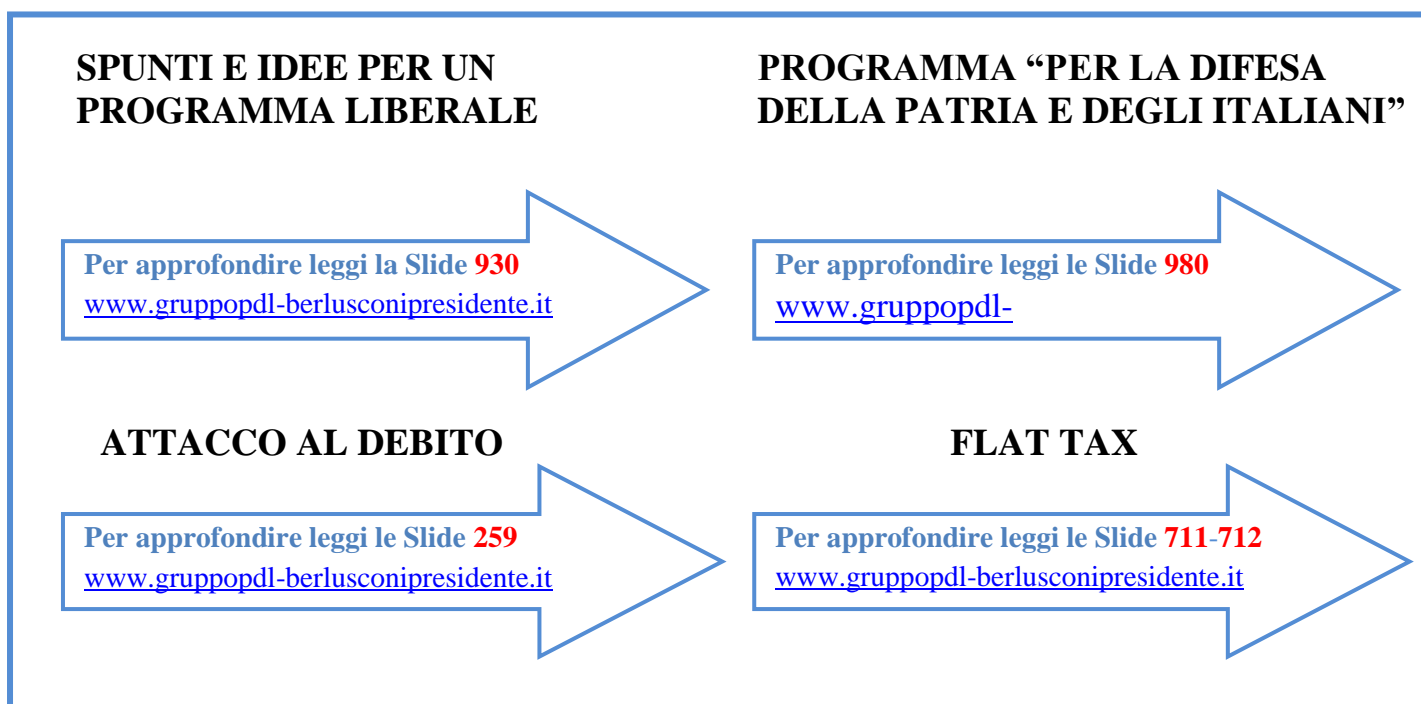 SPUNTI E IDEE PER UN
PROGRAMMA LIBERALE
Per approfondire leggi la Slide 930
www.gruppopdl-berlusconipresidente.it
PROGRAMMA “PER LA DIFESA
DELLA PATRIA E DEGLI ITALIANI”
Per approfondire leggi le Slide 980
www.gruppopdl-
ATTACCO AL DEBITO
Per approfondire leggi le Slide 259
www.gruppopdl-berlusconipresidente.it
FLAT TAX
Per approfondire leggi le Slide 711-712
www.gruppopdl-berlusconipresidente.it